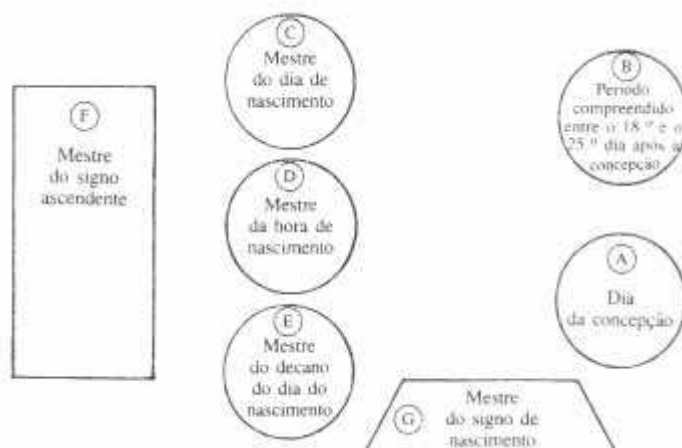 C
Mestre
do dia de
nascimento
B
Período
compreendido
entre o 18.º e o
25.º dia após a
concepção
F
Mestre
do signo
ascendente
D
Mestre
da hora de
nascimento
A
Dia
da concepção
E
Mestre
do decano
do dia do
nascimento
G
Mestre
do signo de
nascimento